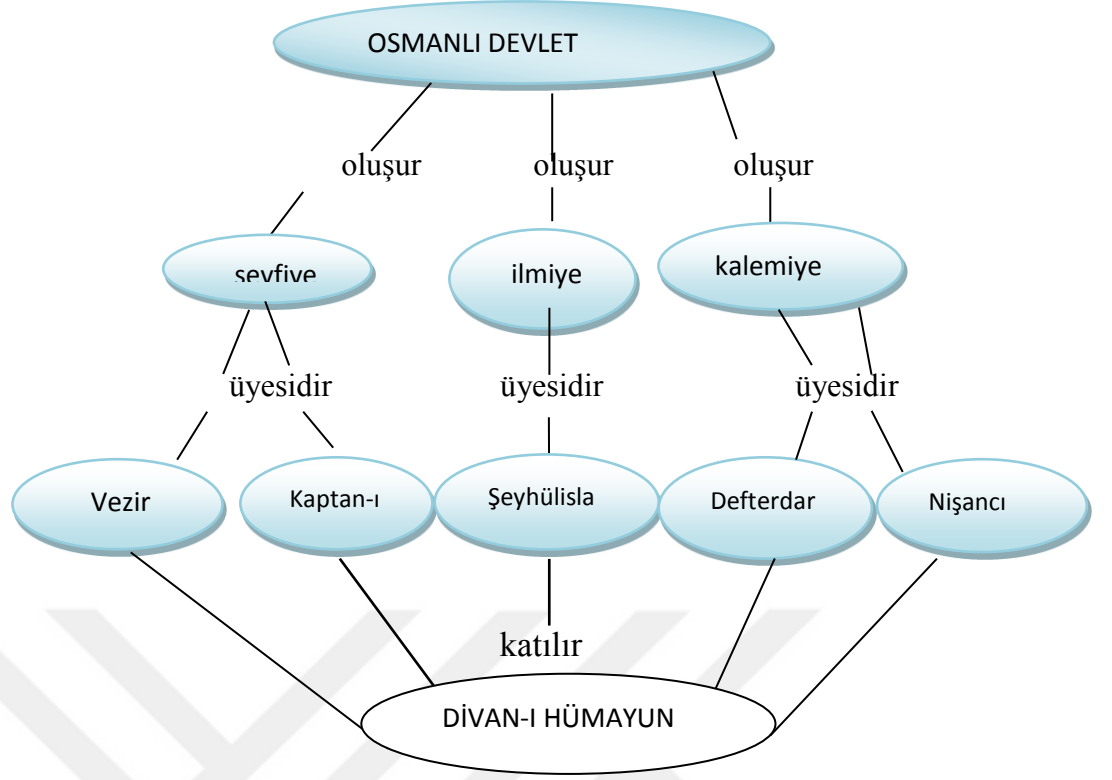 OSMANLI DEVLET
oluşur oluşur oluşur
seyfiye ilmiye kalemiye
üyesidir üyesidir üyesidir
Vezir Kaptan-ı Şeyhülisla Defterdar Nişancı
katılır
DİVAN-I HÜMAYUN